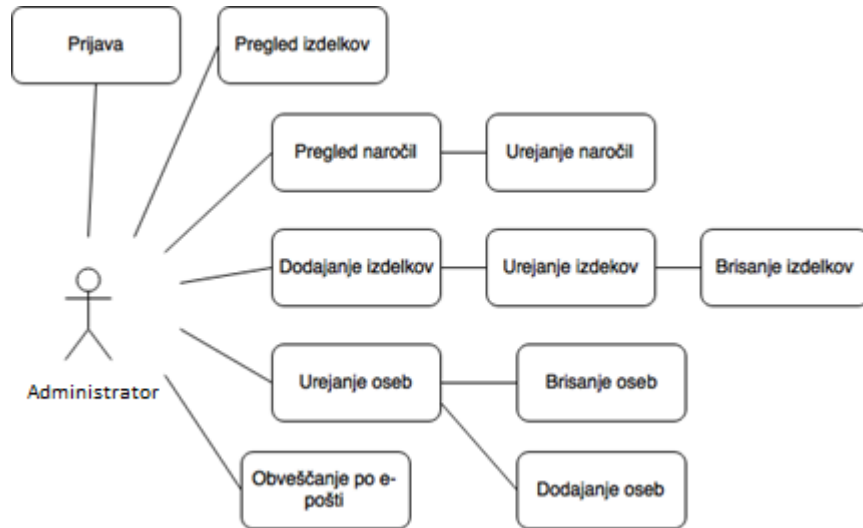 Prijava
Pregled izdelkov
Pregled naročil
Urejanje naročil
Dodajanje izdelkov
Urejanje izdekov
Brisanje izdelkov
Administrator
Urejanje oseb
Brisanje oseb
Obveščanje po e-
pošti
Dodajanje oseb